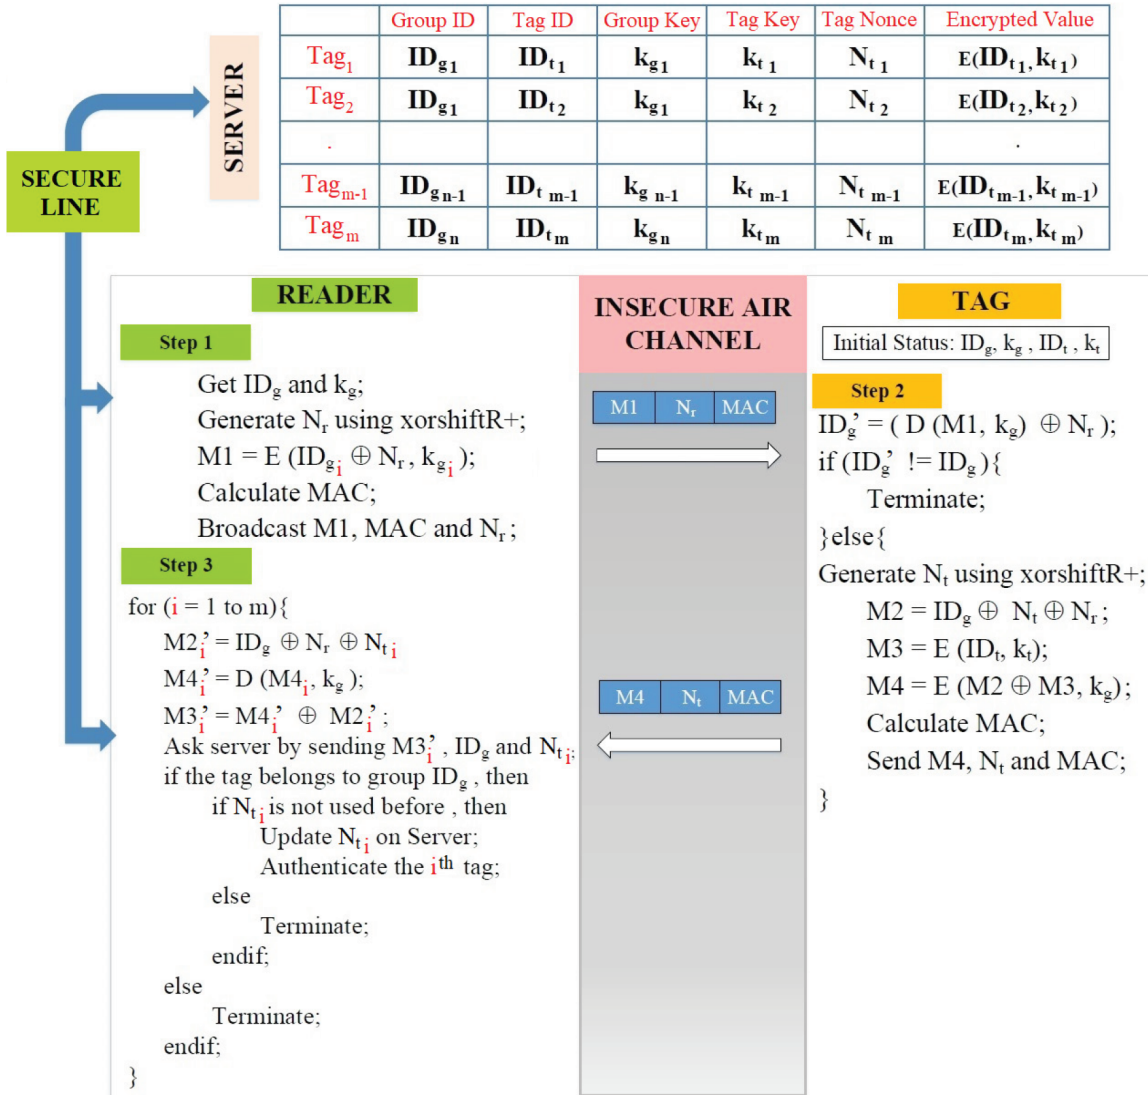 Group ID Tag ID Group Key Tag Key Tag Nonce Encrypted Value
Tag1 IDg1 IDt1 kg1 kt1 Nt1 E(IDt1, kt1)
Tag2 IDg1 IDt2 kg1 kt2 Nt2 E(IDt2, kt2)
. .
Tagm-1 IDgn-1 IDtm-1 kgn-1 ktm-1 Ntm-1 E(IDtm-1, ktm-1)
Tagm IDgn IDtm kgn ktm Ntm E(IDtm, ktm)
SERVER
SECURE
LINE
READER
Step 1
Get IDg and kg;
Generate Nr using xorshiftR+;
M1 = E (IDgi ⊕ Nr, kgi);
Calculate MAC;
Broadcast M1, MAC and Nr;
Step 3
for (i = 1 to m){
M2i’ = IDg ⊕ Nr ⊕ Nti
M4i’ = D (M4i, kg);
M3i’ = M4i’ ⊕ M2i’;
Ask server by sending M3i’, IDg and Nti;
if the tag belongs to group IDg, then
if Nti is not used before, then
Update Nti on Server;
Authenticate the ith tag;
else
Terminate;
endif;
else
Terminate;
endif;
}
INSECURE AIR
CHANNEL
M1 Nr MAC
M4 Nt MAC
TAG
Initial Status: IDg, kg, IDt, kt
Step 2
IDg’ = ( D (M1, kg) ⊕ Nr );
if (IDg’ != IDg){
Terminate;
}else{
Generate Nt using xorshiftR+;
M2 = IDg ⊕ Nt ⊕ Nr;
M3 = E (IDt, kt);
M4 = E (M2 ⊕ M3, kg);
Calculate MAC;
Send M4, Nt and MAC;
}